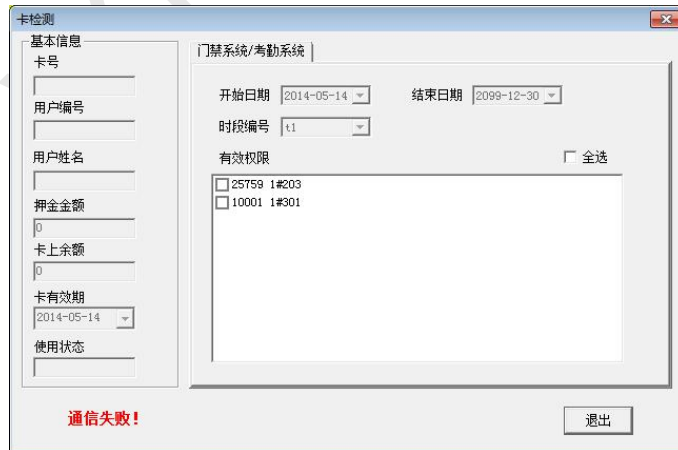 卡检测
基本信息
卡号
用户编号
用户姓名
押金金额
0
卡上余额
0
卡有效期
2014-05-14
使用状态
门禁系统/考勤系统
开始日期 2014-05-14 结束日期 2099-12-30
时段编号 t1
有效权限 全选
25759 1#203
10001 1#301
通信失败!
退出